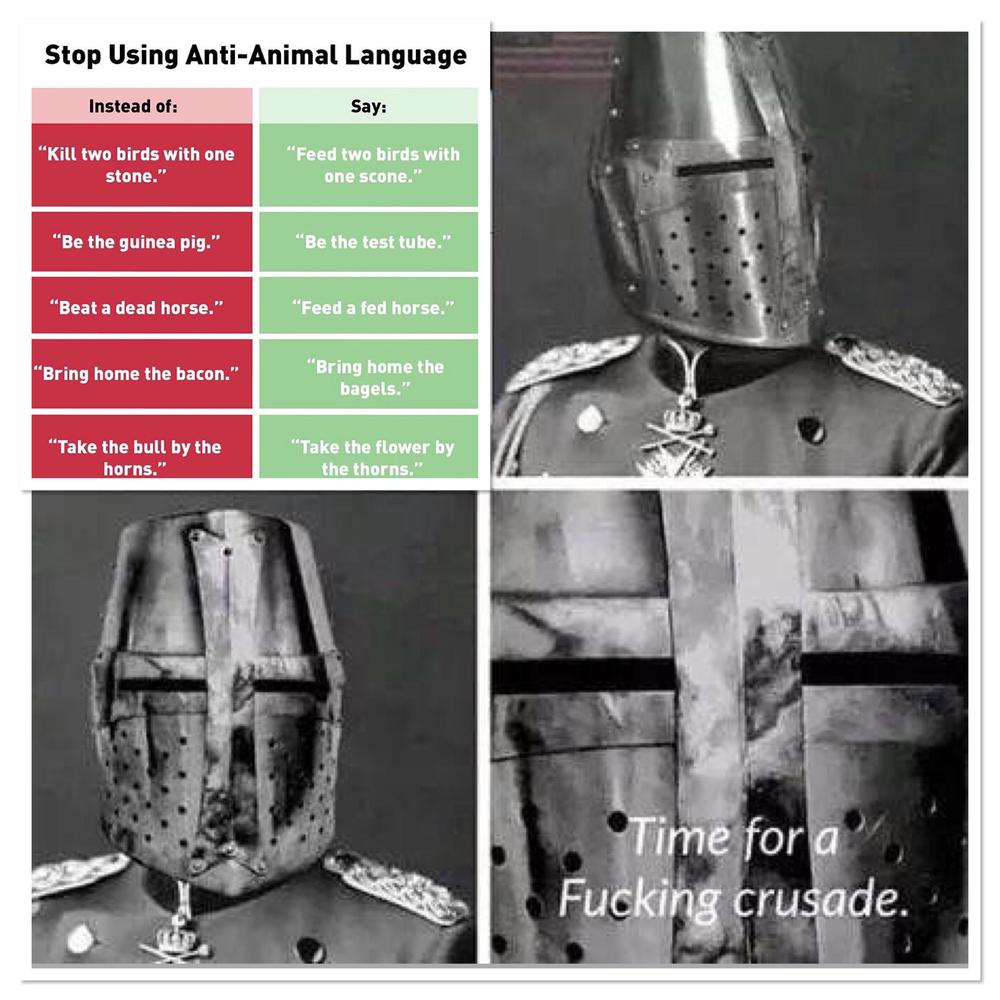 Stop Using Anti-Animal Language
Instead of:
Say:
“Kill two birds with one
stone.”
“Feed two birds with
one scone.”
“Be the guinea pig.”
“Be the test tube.”
“Beat a dead horse.”
“Feed a fed horse.”
“Bring home the bacon.”
“Bring home the
bagels.”
“Take the bull by the
horns.”
“Take the flower by
the thorns.”
Time for a
Fucking crusade.